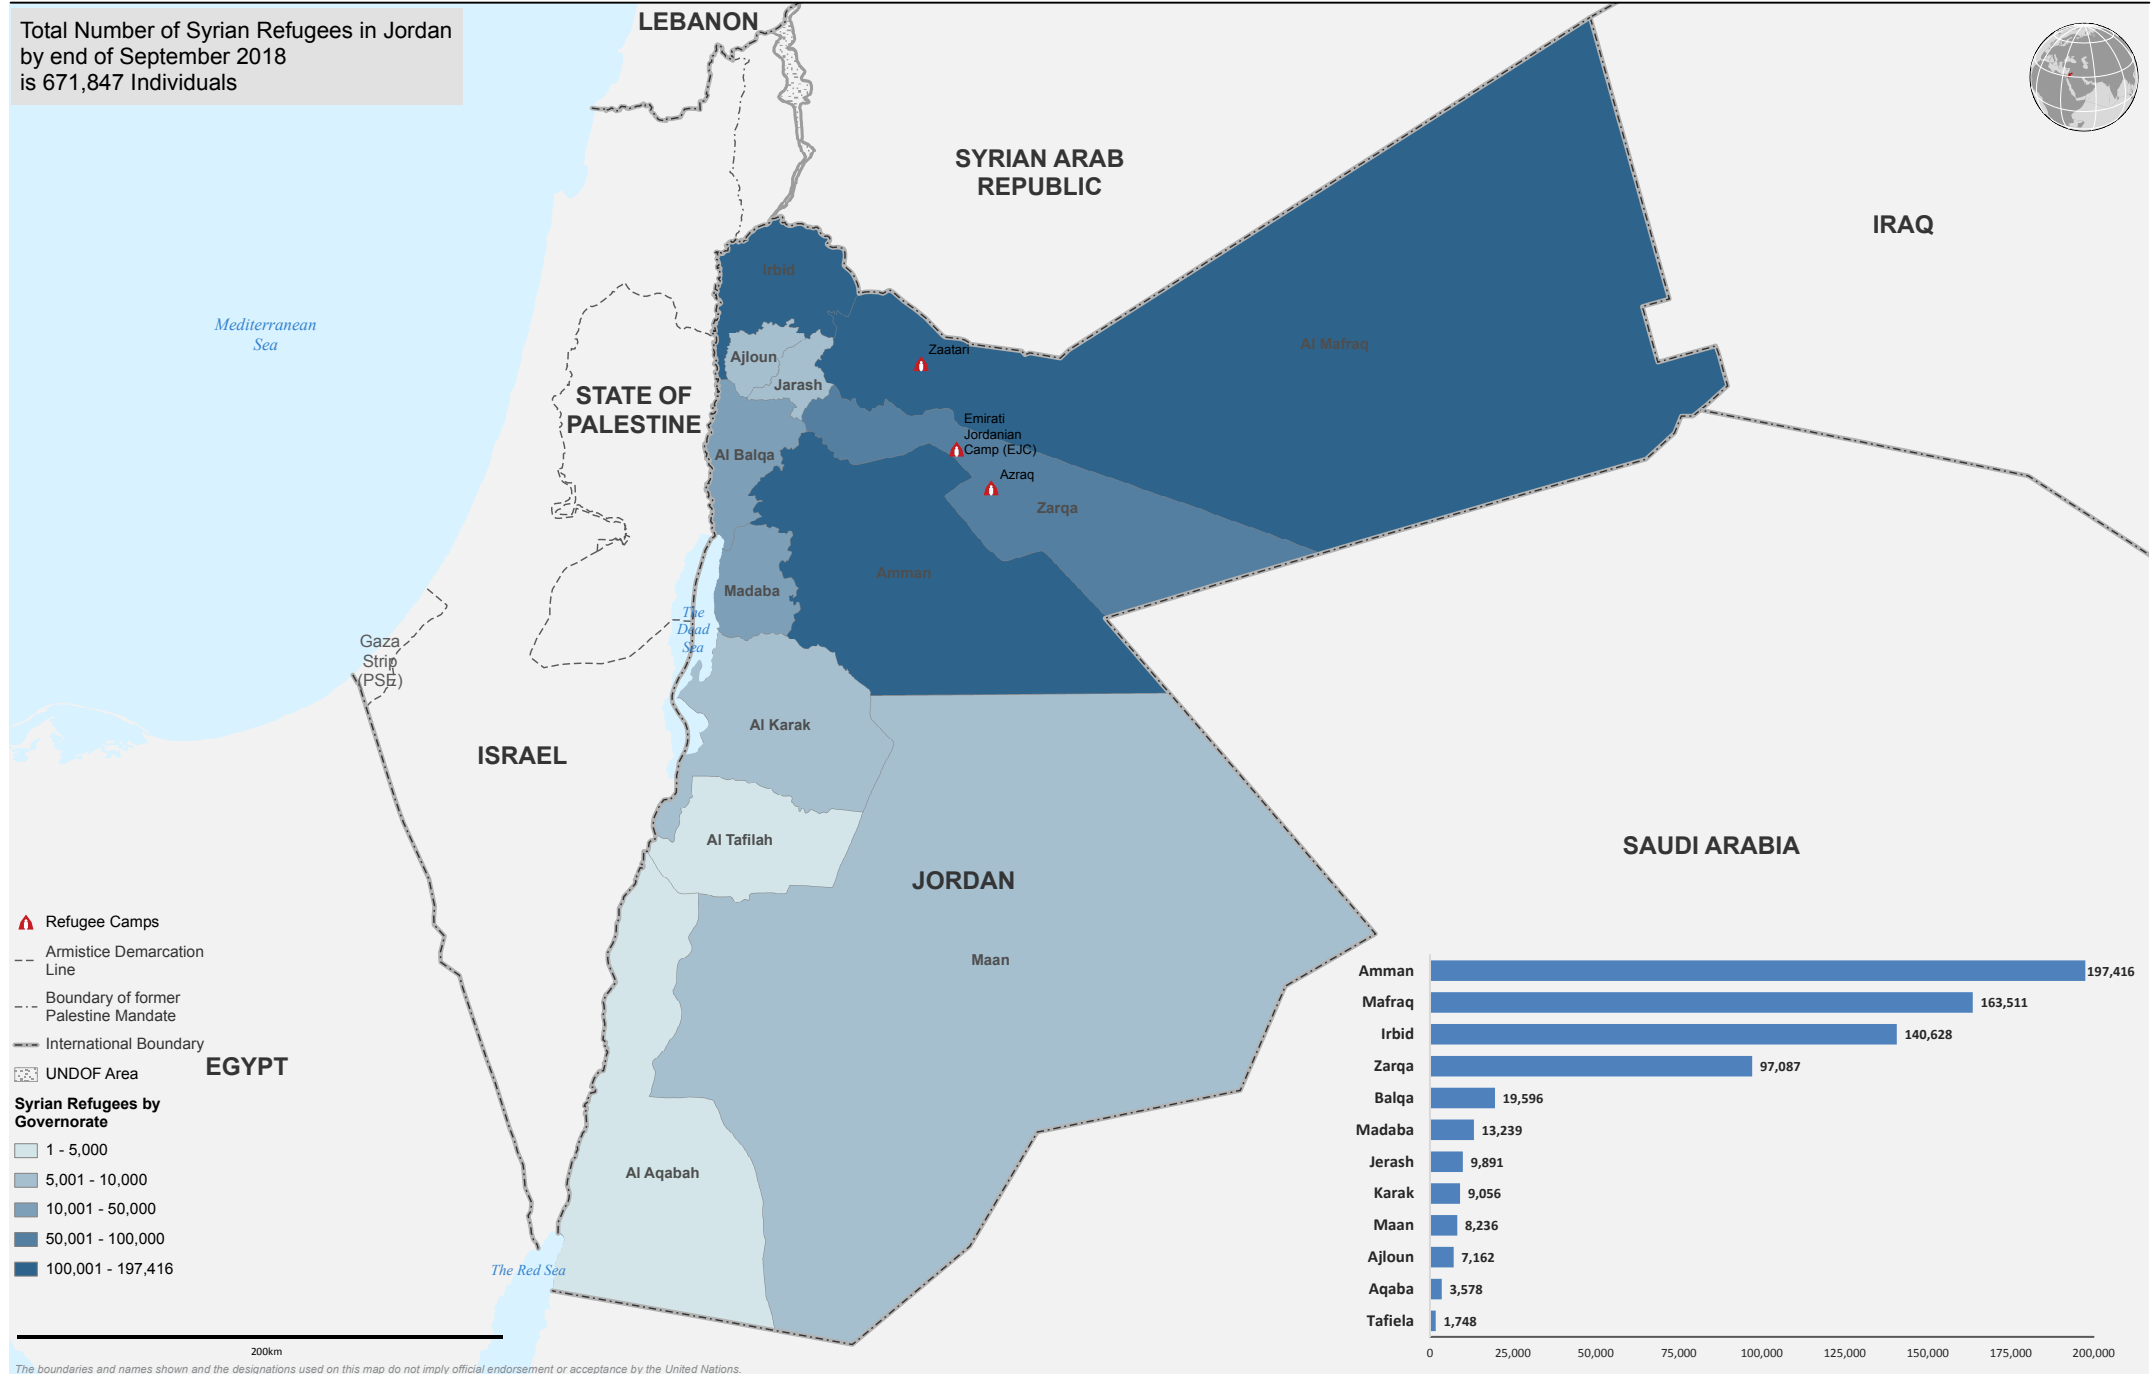 Total Number of Syrian Refugees in Jordan
by end of September 2018
is 671,847 Individuals
LEBANON
SYRIAN ARAB
REPUBLIC
IRAQ
Irbid
Mediterranean
Sea
Al Mafraq
Zaatari
Ajloun
Jarash
STATE OF
PALESTINE
Emirati
Jordanian
Camp (EJC)
Al Balqa
Azraq
Zarqa
Amman
Madaba
The
Dead
Sea
Gaza
Strip
(PSE)
Al Karak
ISRAEL
Al Tafilah
SAUDI ARABIA
JORDAN
Maan
Refugee Camps
Armistice Demarcation
Line
Boundary of former
Palestine Mandate
International Boundary
EGYPT
UNDOF Area
Syrian Refugees by
Governorate
1 - 5,000
5,001 - 10,000
10,001 - 50,000
50,001 - 100,000
100,001 - 197,416
Al Aqabah
The Red Sea
200km
The boundaries and names shown and the designations used on this map do not imply official endorsement or acceptance by the United Nations.
Amman 197,416
Mafraq 163,511
Irbid 140,628
Zarqa 97,087
Balqa 19,596
Madaba 13,239
Jerash 9,891
Karak 9,056
Maan 8,236
Ajloun 7,162
Aqaba 3,578
Tafiela 1,748
0 25,000 50,000 75,000 100,000 125,000 150,000 175,000 200,000